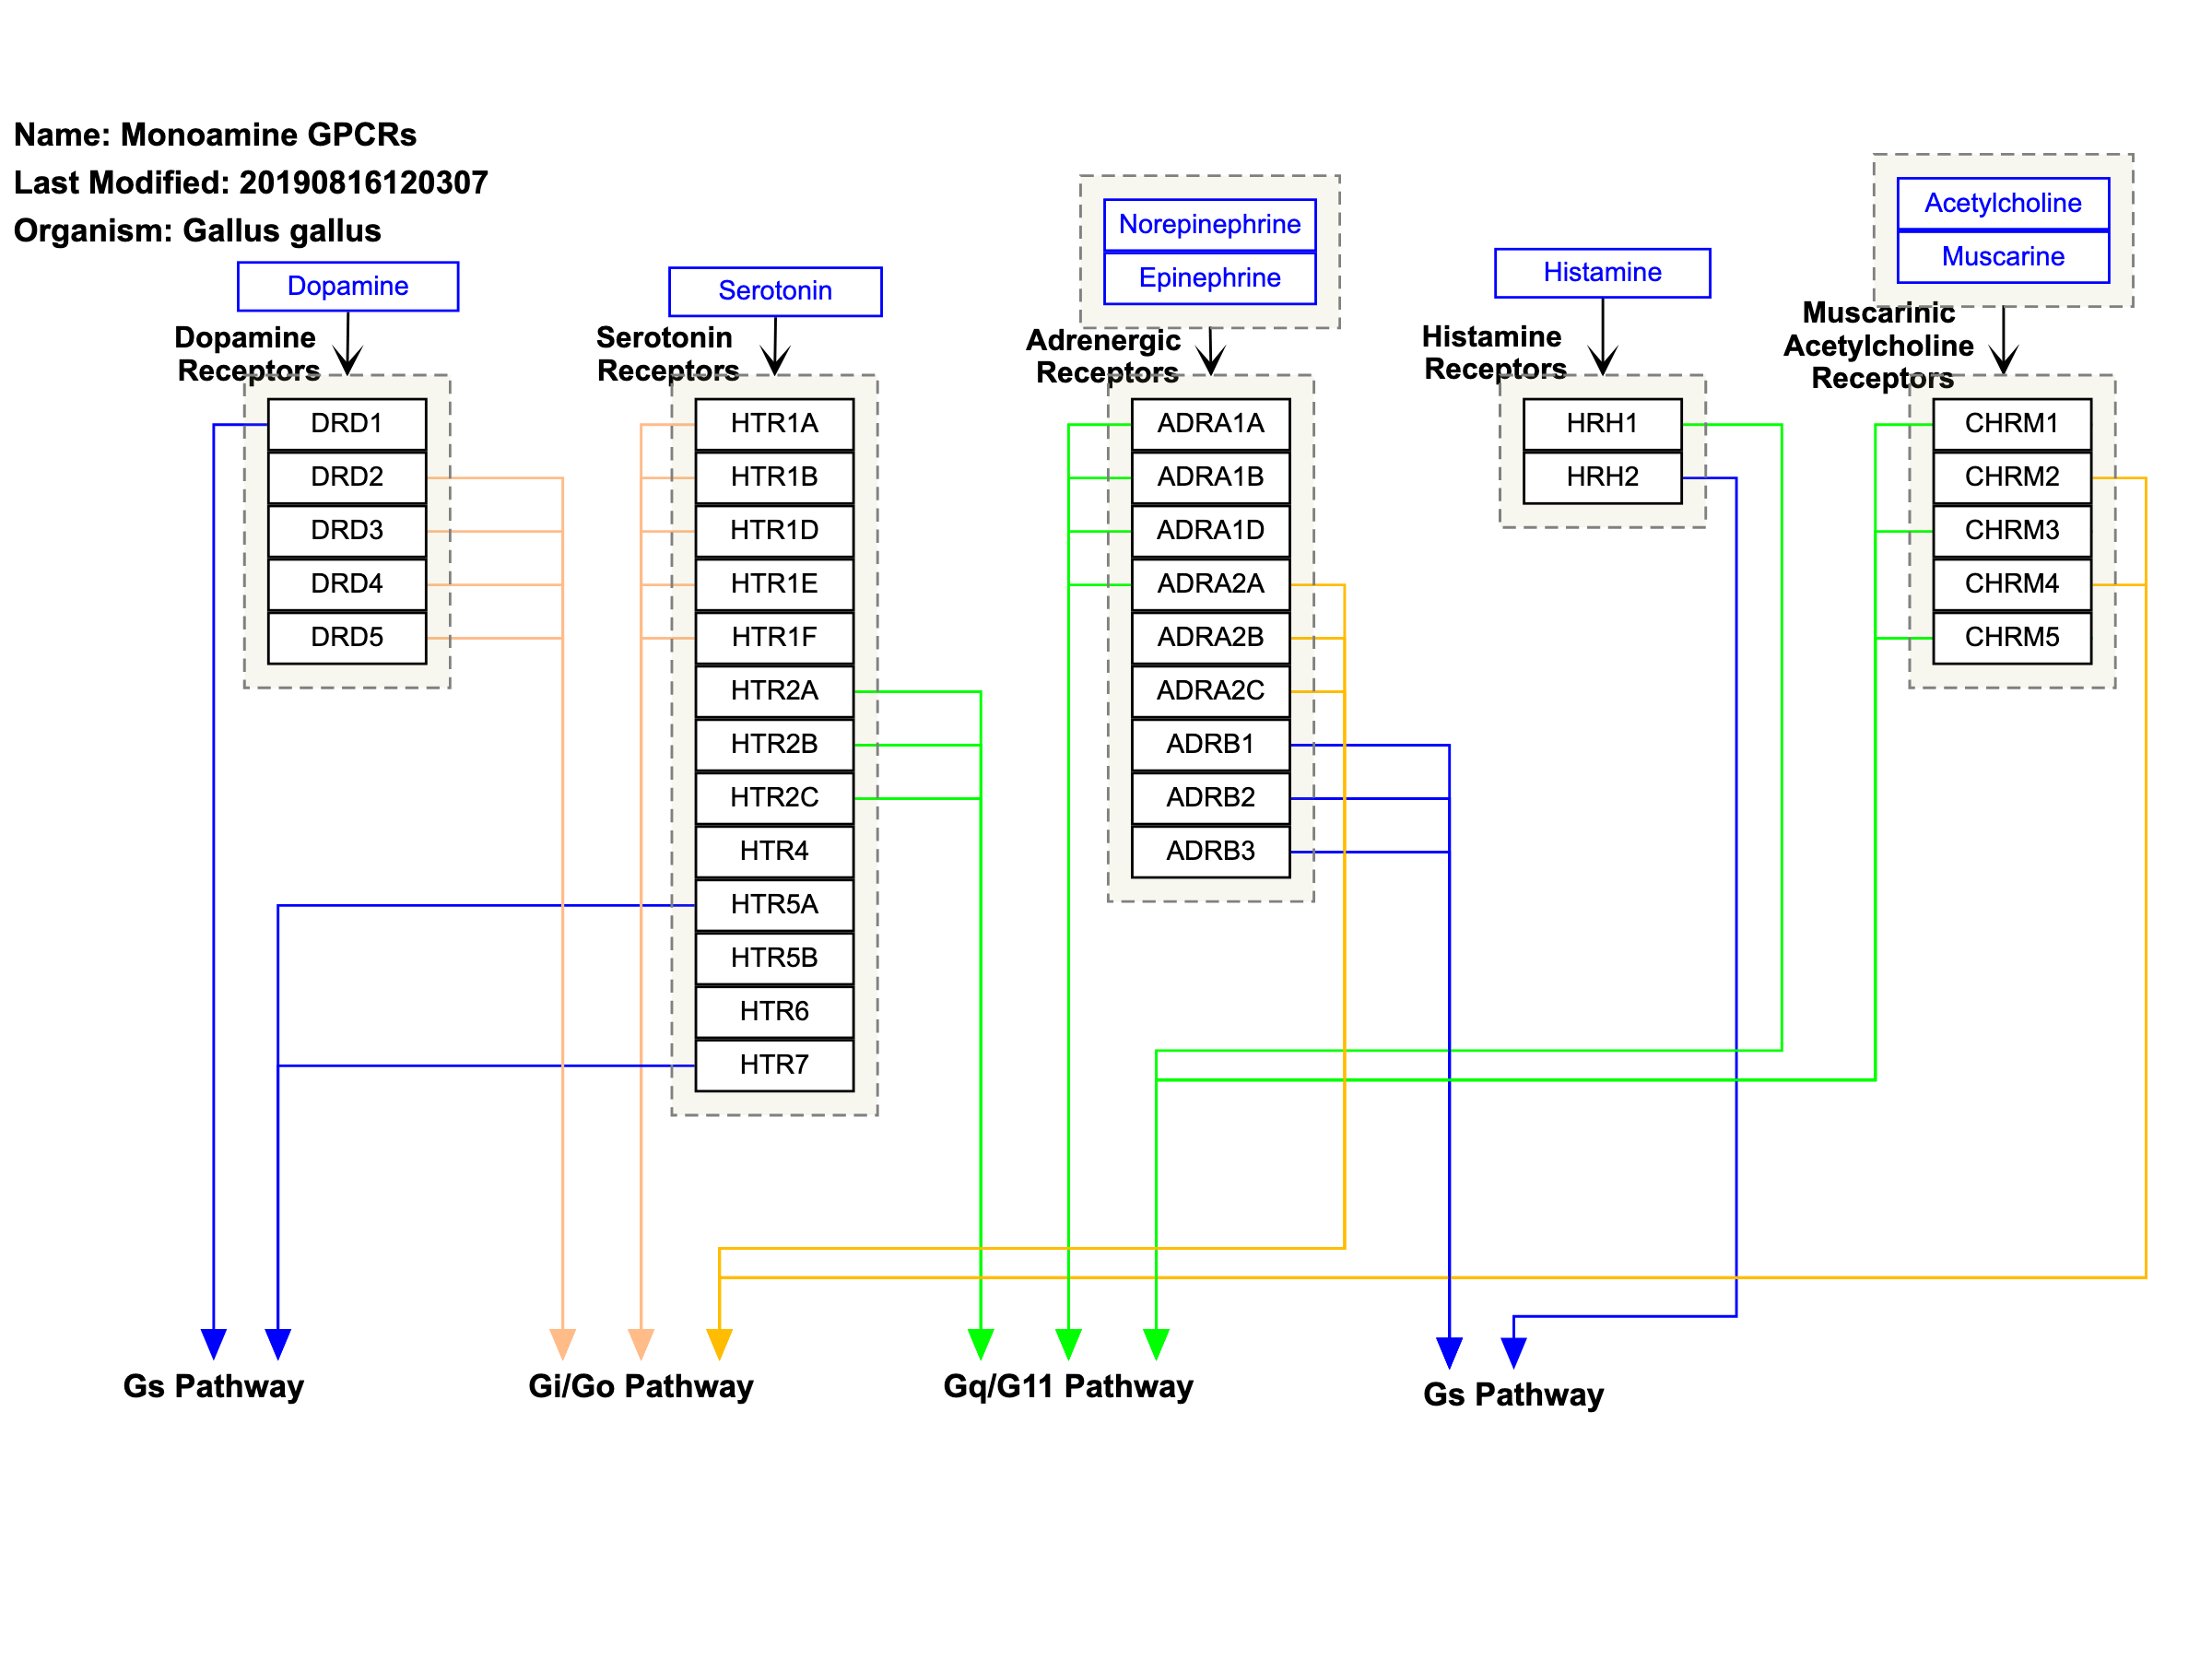 Name: Monoamine GPCRs
Last Modified: 20190816120307
Organism: Gallus gallus
Dopamine
Dopamine
Receptors
DRD1
DRD2
DRD3
DRD4
DRD5
Serotonin
Serotonin
Receptors
HTR1A
HTR1B
HTR1D
HTR1E
HTR1F
HTR2A
HTR2B
HTR2C
HTR4
HTR5A
HTR5B
HTR6
HTR7
Norepinephrine
Epinephrine
Adrenergic
Receptors
ADRA1A
ADRA1B
ADRA1D
ADRA2A
ADRA2B
ADRA2C
ADRB1
ADRB2
ADRB3
Histamine
Histamine
Receptors
HRH1
HRH2
Acetylcholine
Muscarine
Muscarinic
Acetylcholine
Receptors
CHRM1
CHRM2
CHRM3
CHRM4
CHRM5
Gs Pathway
Gi/Go Pathway
Gq/G11 Pathway
Gs Pathway